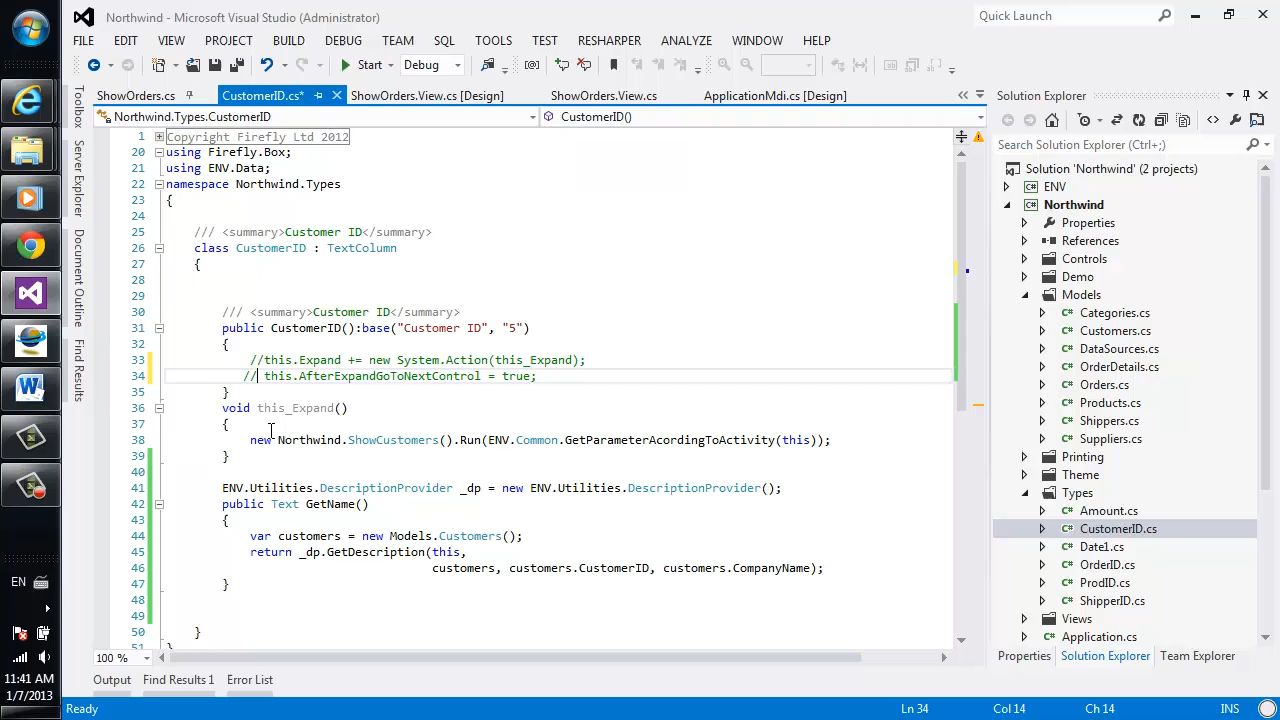 Northwind - Microsoft Visual Studio (Administrator)
Quick Launch
FILE EDIT VIEW PROJECT BUILD DEBUG TEAM SQL TOOLS TEST RESHARPER ANALYZE WINDOW HELP
Start Debug
ShowOrders.cs CustomerID.cs* ShowOrders.View.cs [Design] ShowOrders.View.cs ApplicationMdi.cs [Design]
Northwind.Types.CustomerID CustomerID()
Toolbox
Server Explorer
Document Outline
Find Results
1 Copyright Firefly Ltd 2012
20 using Firefly.Box;
21 using ENV.Data;
22 namespace Northwind.Types
23 {
24
25 /// <summary>Customer ID</summary>
26 class CustomerID : TextColumn
27 {
28
29
30 /// <summary>Customer ID</summary>
31 public CustomerID():base("Customer ID", "5")
32 {
33 //this.Expand += new System.Action(this_Expand);
34 // this.AfterExpandGoToNextControl = true;
35 }
36 void this_Expand()
37 {
38 new Northwind.ShowCustomers().Run(ENV.Common.GetParameterAcordingToActivity(this));
39 }
40
41 ENV.Utilities.DescriptionProvider _dp = new ENV.Utilities.DescriptionProvider();
42 public Text GetName()
43 {
44 var customers = new Models.Customers();
45 return _dp.GetDescription(this,
46 customers, customers.CustomerID, customers.CompanyName);
47 }
48
49
50 }
51 }
100 %
Solution Explorer
Search Solution Explorer (Ctrl+;)
Solution 'Northwind' (2 projects)
ENV
Northwind
Properties
References
Controls
Demo
Models
Categories.cs
Customers.cs
DataSources.cs
OrderDetails.cs
Orders.cs
Products.cs
Shippers.cs
Suppliers.cs
Printing
Theme
Types
Amount.cs
CustomerID.cs
Date1.cs
OrderID.cs
ProdID.cs
ShipperID.cs
Views
Application.cs
Properties Solution Explorer Team Explorer
Output Find Results 1 Error List
Ready Ln 34 Col 14 Ch 14 INS
EN
11:41 AM
1/7/2013